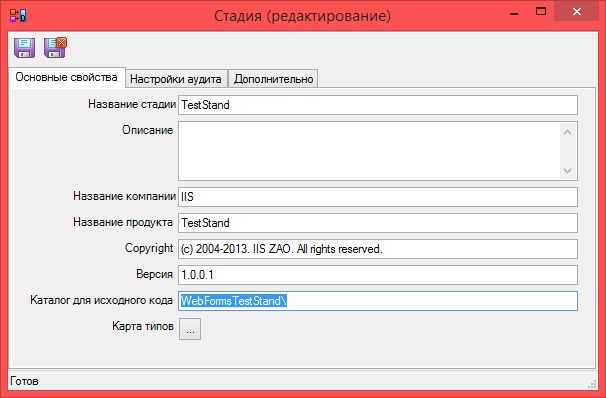 Стадия (редактирование)
Основные свойства Настройки аудита Дополнительно
Название стадии TestStand
Описание
Название компании IIS
Название продукта TestStand
Copyright (c) 2004-2013. IIS ZAO. All rights reserved.
Версия 1.0.0.1
Каталог для исходного кода WebFormsTestStand\
Карта типов ...
Готов